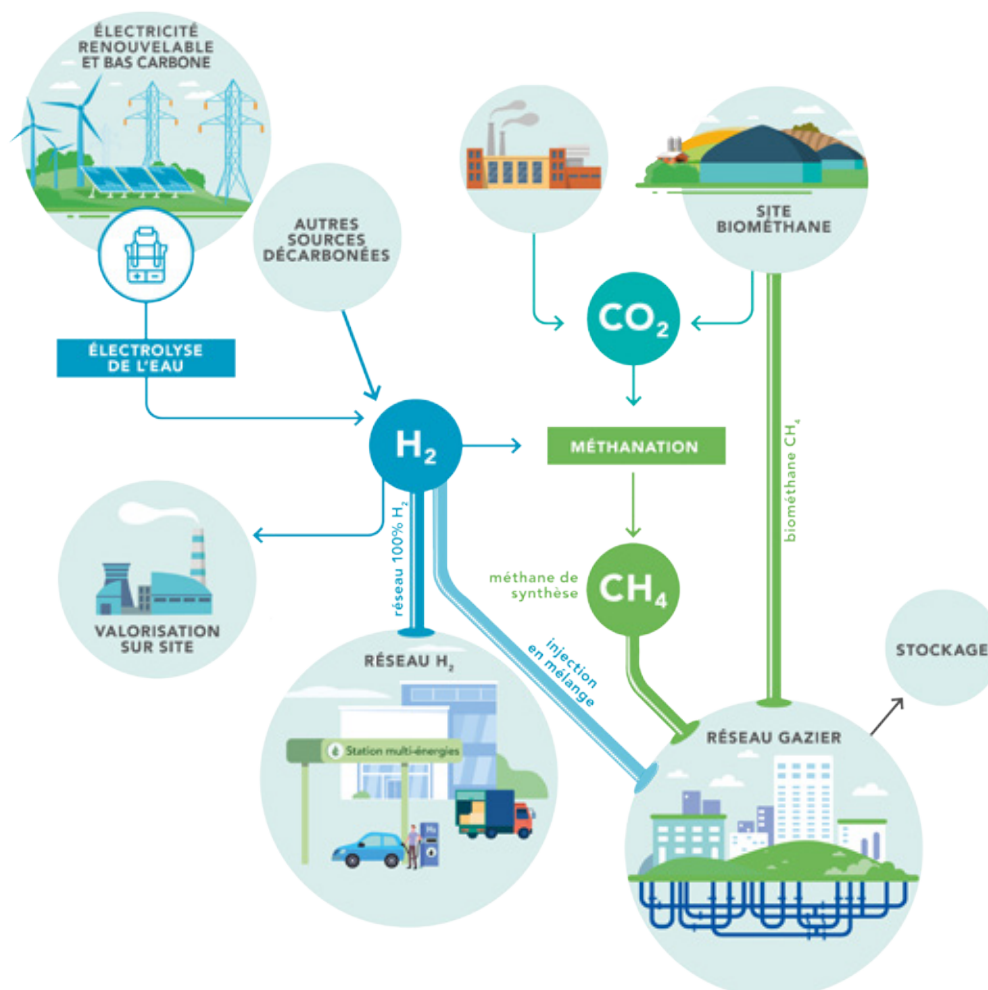 ÉLECTRICITÉ
RENOUVELABLE
ET BAS CARBONE
AUTRES
SOURCES
DÉCARBONÉES
SITE
BIOMÉTHANE
CO₂
ÉLECTROLYSE
DE L'EAU
H₂
MÉTHANATION
biométhane CH₄
réseau 100% H₂
méthane de
synthèse
CH₄
VALORISATION
SUR SITE
injection
en mélange
STOCKAGE
RÉSEAU H₂
Station multi-énergies
H₂
RÉSEAU GAZIER